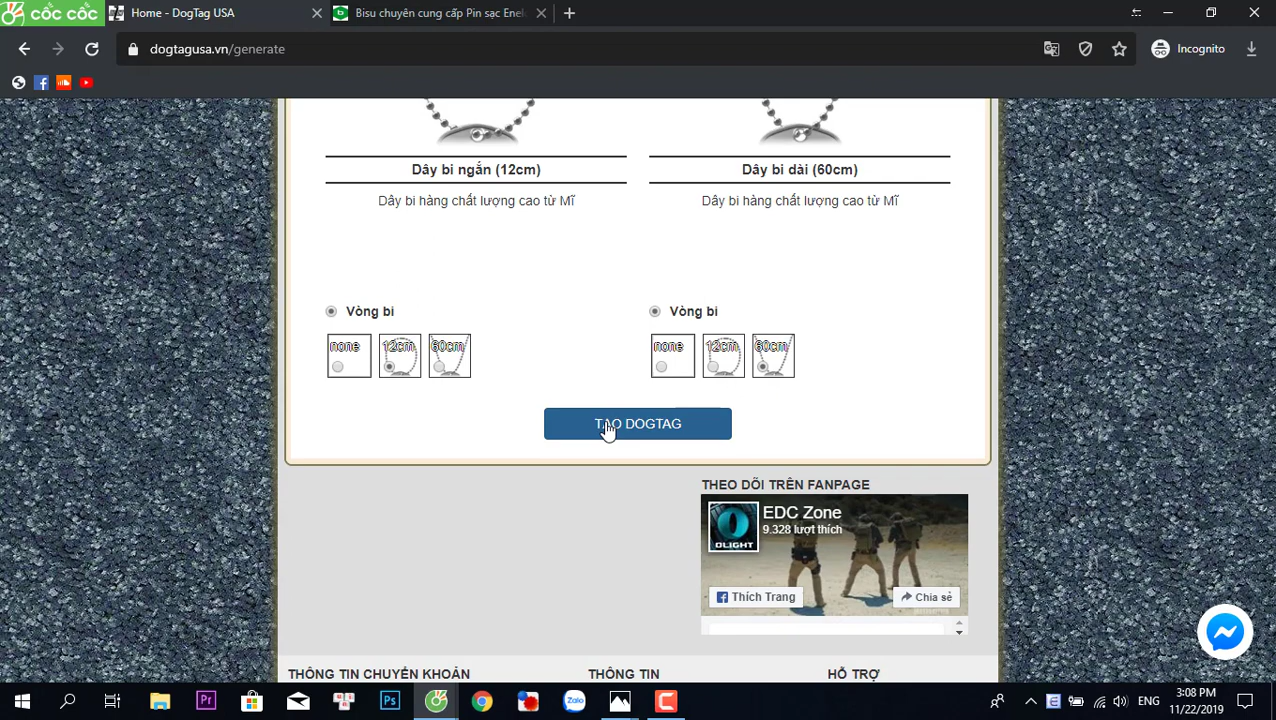 cốc cốc
Home - DogTag USA
Bisu chuyên cung cấp Pin sạc Enel
dogtagusa.vn/generate
Incognito
Dây bi ngắn (12cm)
Dây bi dài (60cm)
Dây bi hàng chất lượng cao từ Mĩ
Dây bi hàng chất lượng cao từ Mĩ
Vòng bi
Vòng bi
none
12cm
60cm
none
12cm
60cm
TẠO DOGTAG
THEO DÕI TRÊN FANPAGE
EDC Zone
9.328 lượt thích
OLIGHT
Thích Trang
Chia sẻ
THÔNG TIN CHUYỂN KHOẢN
THÔNG TIN
HỖ TRỢ
Pr
Ps
Zalo
ENG
3:08 PM
11/22/2019